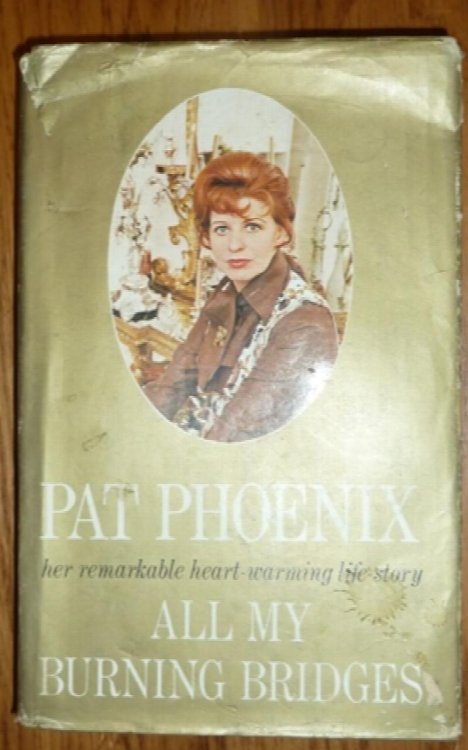 PAT PHOENIX
her remarkable heart-warming life story
ALL MY
BURNING BRIDGES